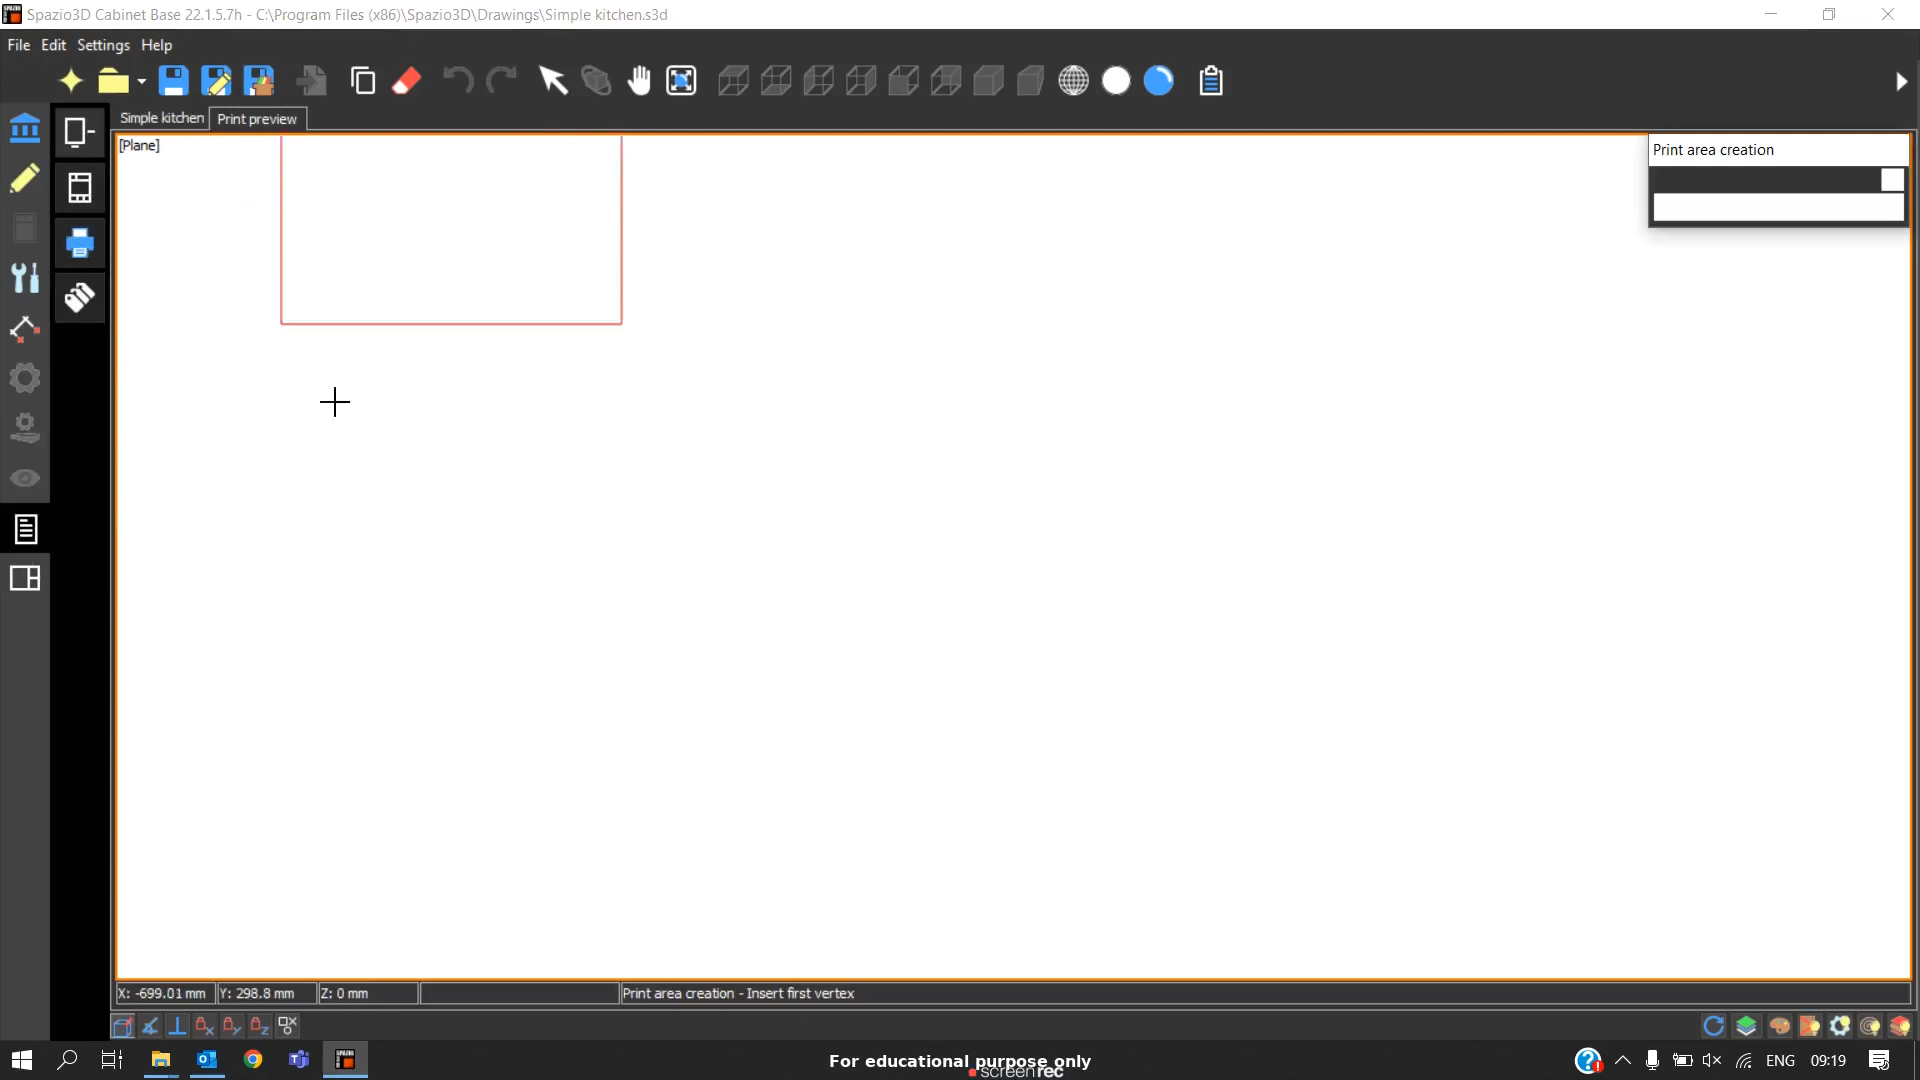 Spazio3D Cabinet Base 22.1.5.7h - C:\Program Files (x86)\Spazio3D\Drawings\Simple kitchen.s3d
File Edit Settings Help
Simple kitchen Print preview
[Plane]
Print area creation
X: -699.01 mm Y: 298.8 mm Z: 0 mm Print area creation - Insert first vertex
ENG 09:19
For educational purpose only
screenrec